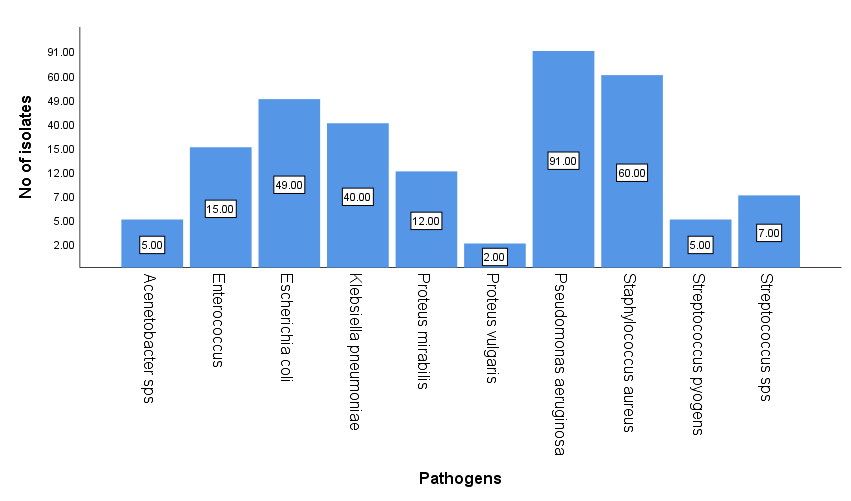 No of isolates
91.00
60.00
49.00
40.00
15.00
12.00
7.00
5.00
2.00
5.00
15.00
49.00
40.00
12.00
2.00
91.00
60.00
5.00
7.00
Acenetobacter sps
Enterococcus
Escherichia coli
Klebsiella pneumoniae
Proteus mirabilis
Proteus vulgaris
Pseudomonas aeruginosa
Staphylococcus aureus
Streptococcus pyogens
Streptococcus sps
Pathogens